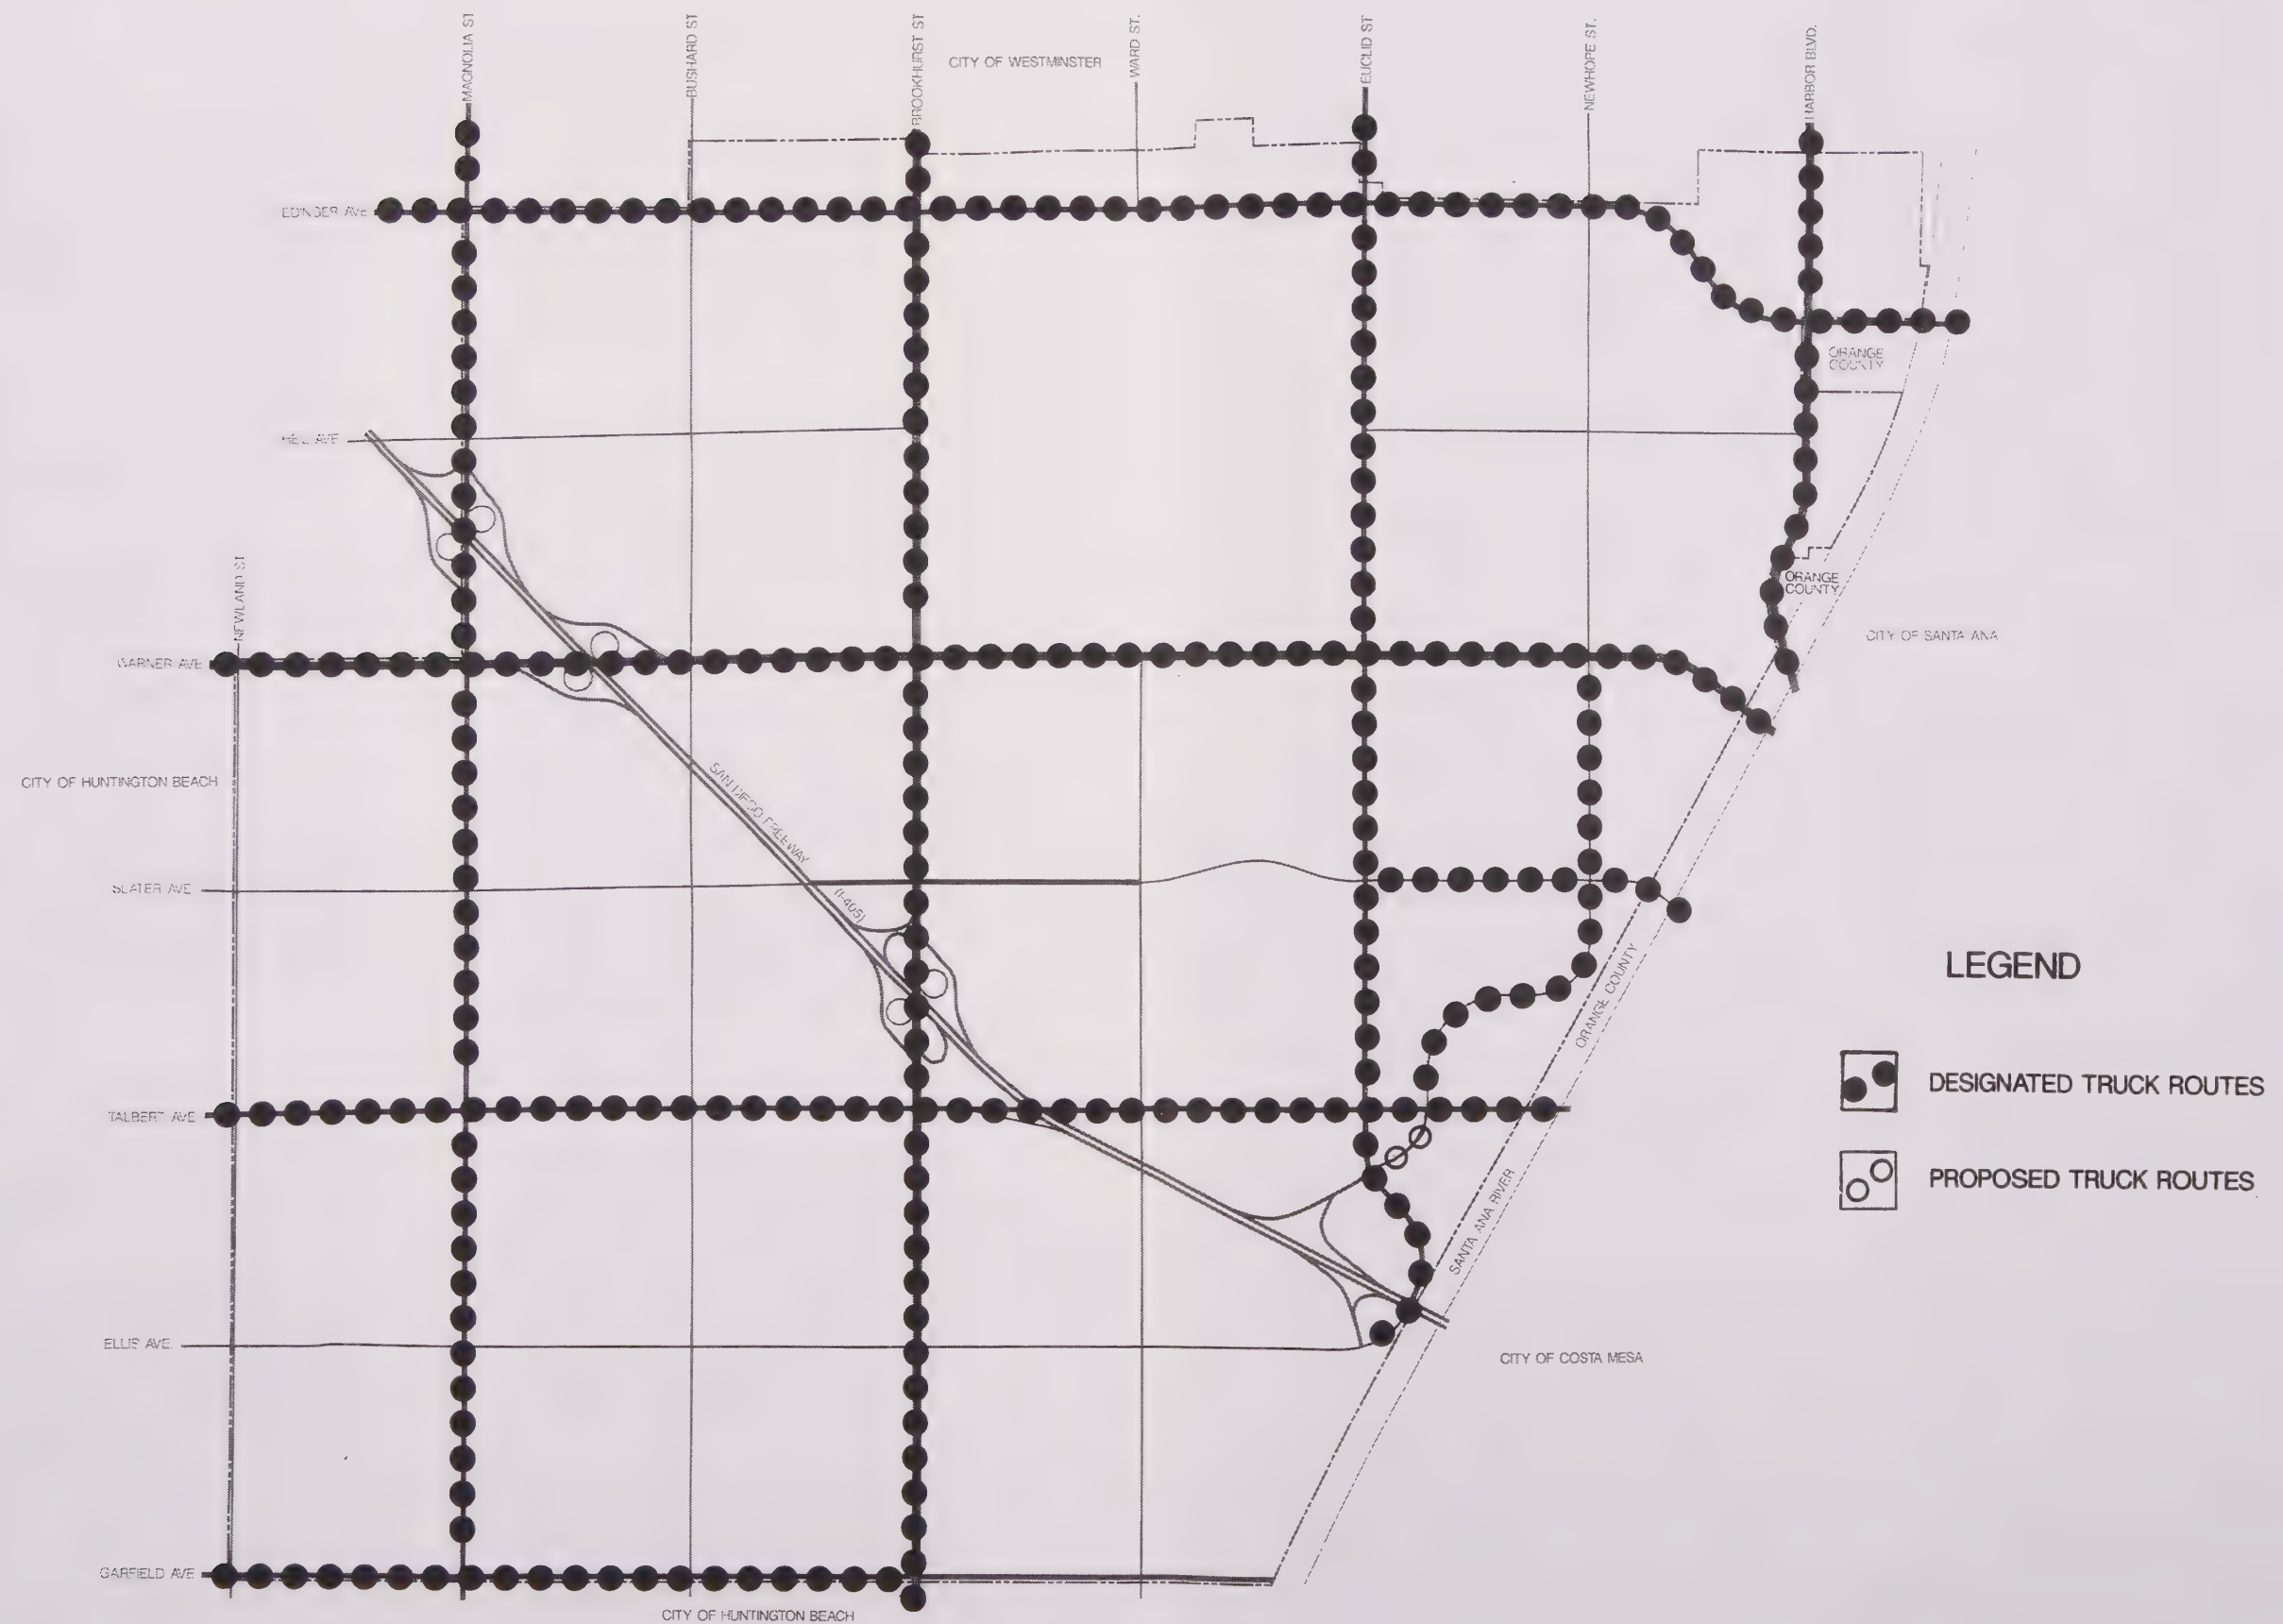 MAGNOLIA ST
BUSHARD ST
BROOKHURST ST
CITY OF WESTMINSTER
WARD ST.
EUCLID ST
NEWHOPE ST.
HARBOR BLVD.
EDINGER AVE
ORANGE
COUNTY
HEIL AVE
NEWLAND ST
ORANGE
COUNTY
CITY OF SANTA ANA
WARNER AVE
CITY OF HUNTINGTON BEACH
SAN DIEGO FREEWAY
(I-405)
SLATER AVE
ORANGE COUNTY
LEGEND
DESIGNATED TRUCK ROUTES
TALBERT AVE
SANTA ANA RIVER
PROPOSED TRUCK ROUTES
ELLIS AVE.
CITY OF COSTA MESA
GARFIELD AVE
CITY OF HUNTINGTON BEACH